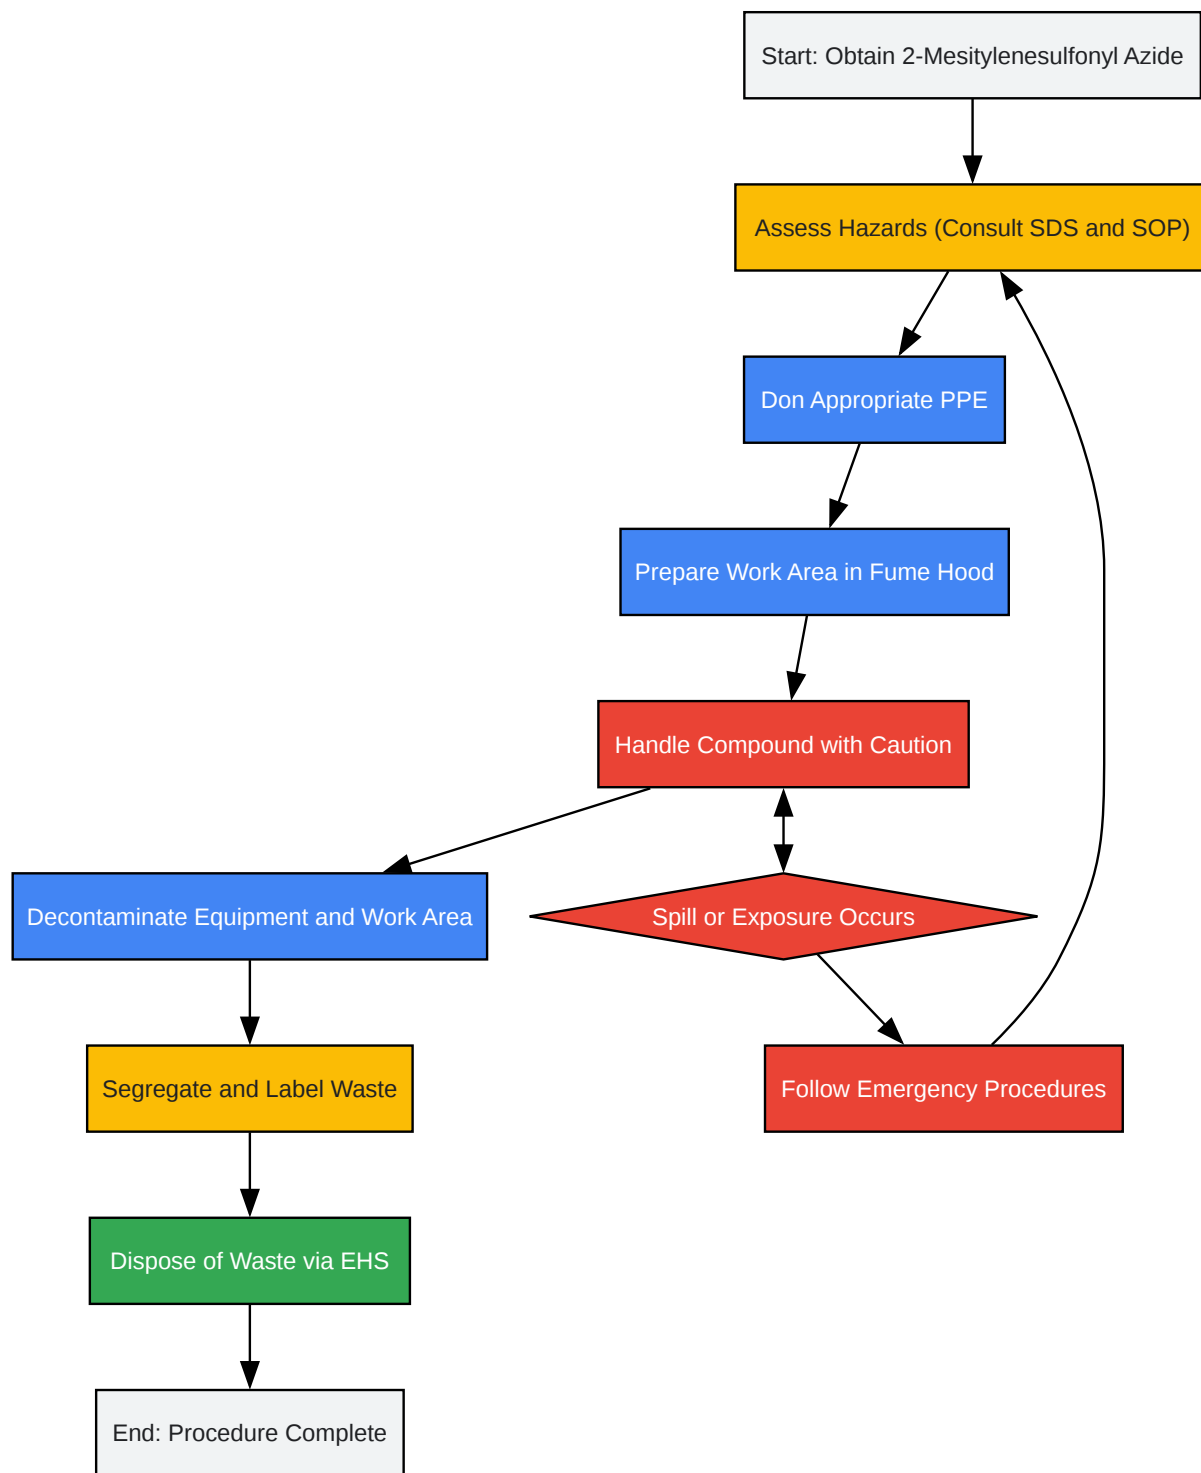 Start: Obtain 2-Mesitylenesulfonyl Azide
Assess Hazards (Consult SDS and SOP)
Don Appropriate PPE
Prepare Work Area in Fume Hood
Handle Compound with Caution
Decontaminate Equipment and Work Area
Spill or Exposure Occurs
Segregate and Label Waste
Follow Emergency Procedures
Dispose of Waste via EHS
End: Procedure Complete